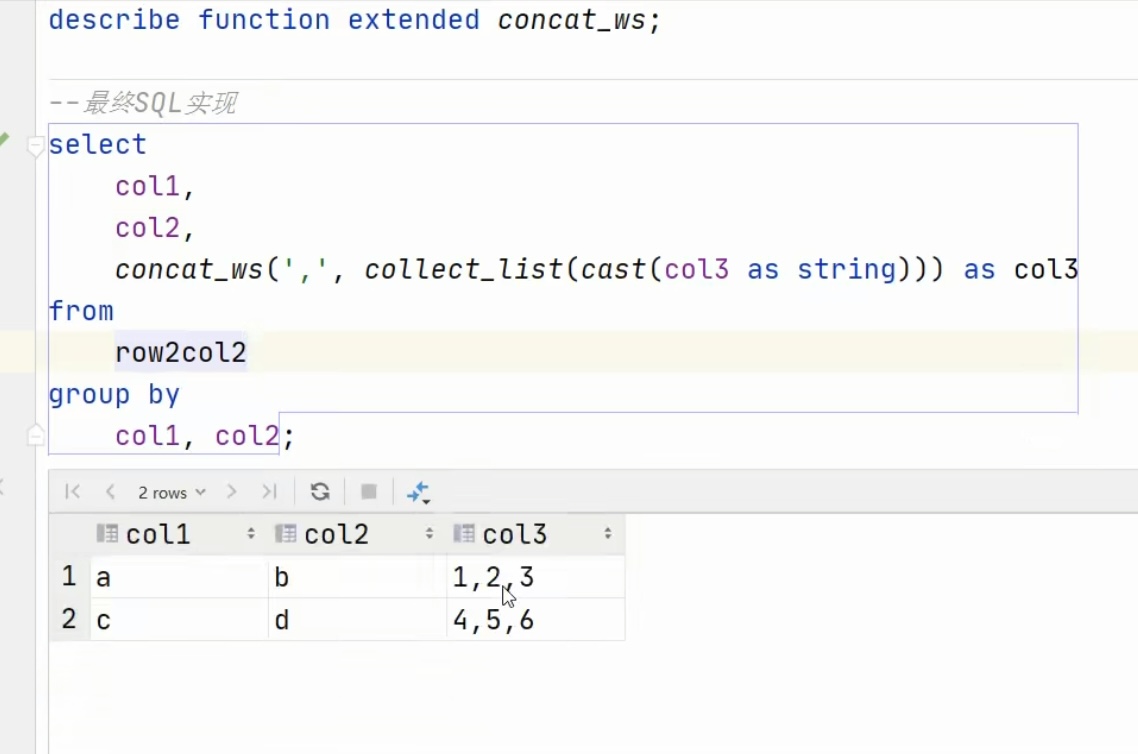 describe function extended concat_ws;
--最终SQL实现
select
col1,
col2,
concat_ws(',', collect_list(cast(col3 as string))) as col3
from
row2col2
group by
col1, col2;
2 rows
col1 col2 col3
1 a b 1,2,3
2 c d 4,5,6